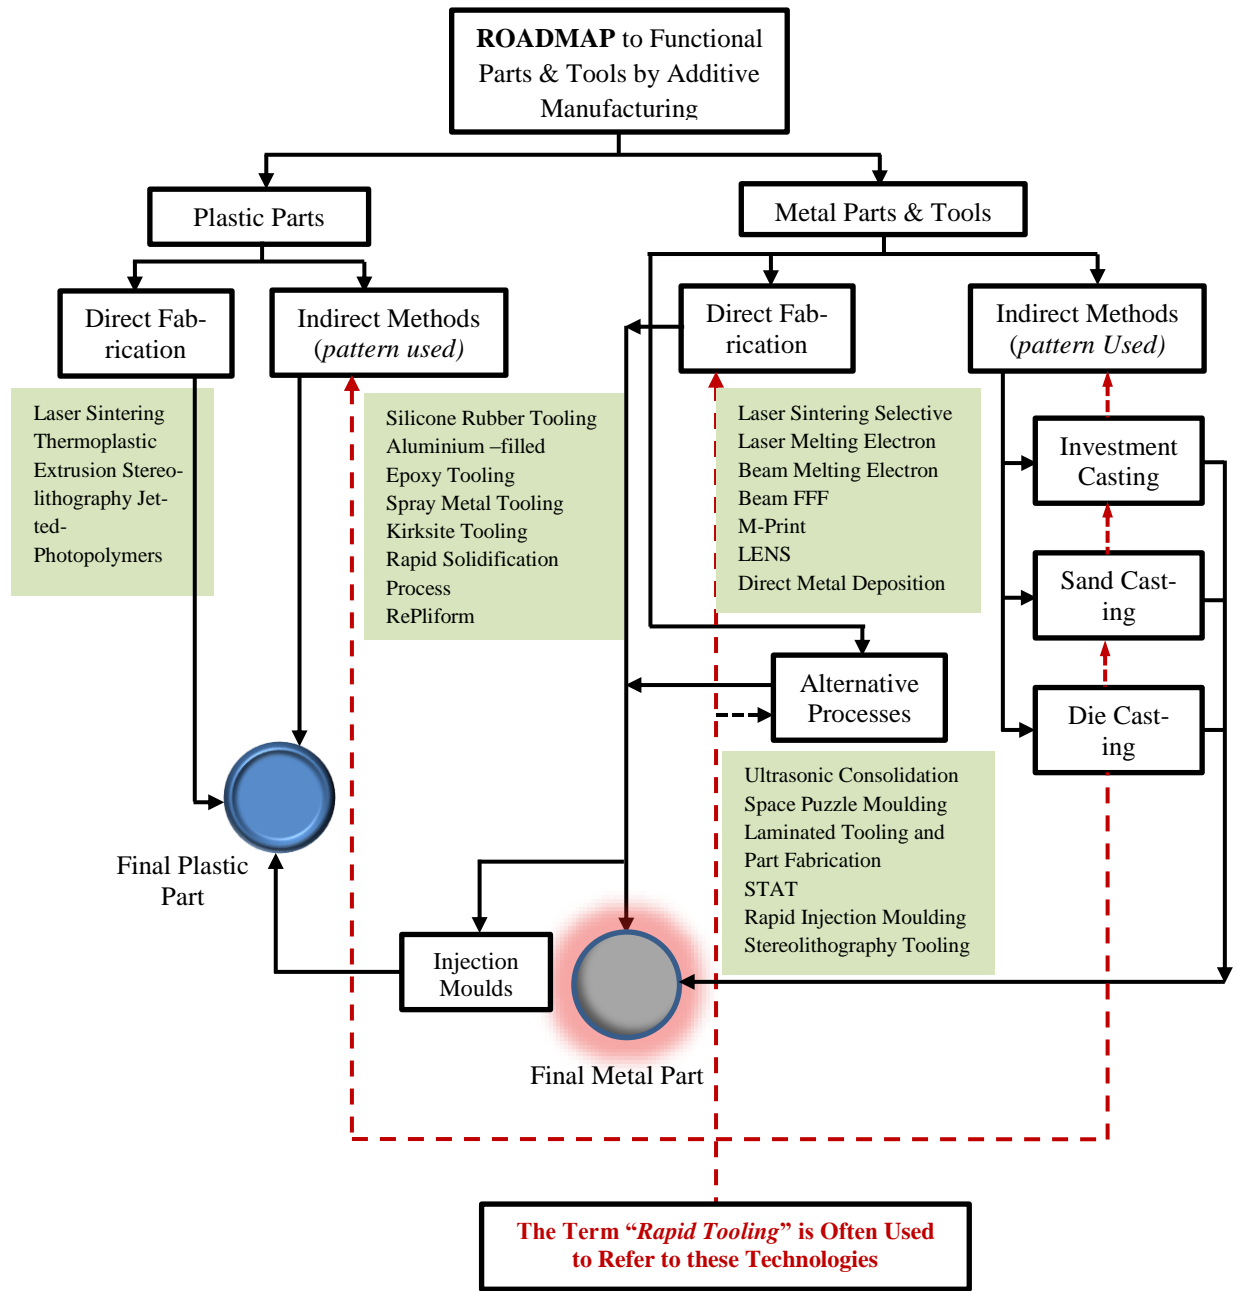 ROADMAP to Functional
Parts & Tools by Additive
Manufacturing
Plastic Parts
Metal Parts & Tools
Direct Fab-
rication
Indirect Methods
(pattern used)
Direct Fab-
rication
Indirect Methods
(pattern Used)
Laser Sintering
Thermoplastic
Extrusion Stereo-
lithography Jet-
ted-
Photopolymers
Silicone Rubber Tooling
Aluminium –filled
Epoxy Tooling
Spray Metal Tooling
Kirksite Tooling
Rapid Solidification
Process
RePliform
Laser Sintering Selective
Laser Melting Electron
Beam Melting Electron
Beam FFF
M-Print
LENS
Direct Metal Deposition
Investment
Casting
Sand Cast-
ing
Die Cast-
ing
Alternative
Processes
Ultrasonic Consolidation
Space Puzzle Moulding
Laminated Tooling and
Part Fabrication
STAT
Rapid Injection Moulding
Stereolithography Tooling
Final Plastic
Part
Injection
Moulds
Final Metal Part
The Term “Rapid Tooling” is Often Used
to Refer to these Technologies